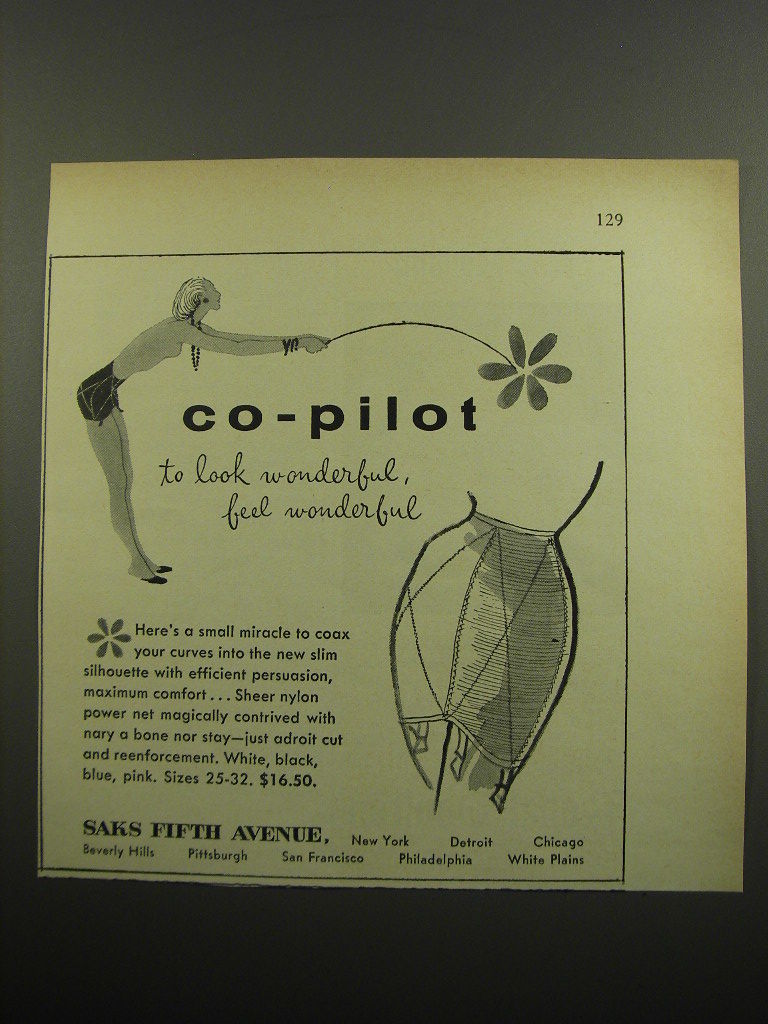 129
co-pilot
to look wonderful,
feel wonderful
Here's a small miracle to coax
your curves into the new slim
silhouette with efficient persuasion,
maximum comfort... Sheer nylon
power net magically contrived with
nary a bone nor stay—just adroit cut
and reenforcement. White, black,
blue, pink. Sizes 25-32. $16.50.
SAKS FIFTH AVENUE, New York Detroit Chicago
Beverly Hills Pittsburgh San Francisco Philadelphia White Plains